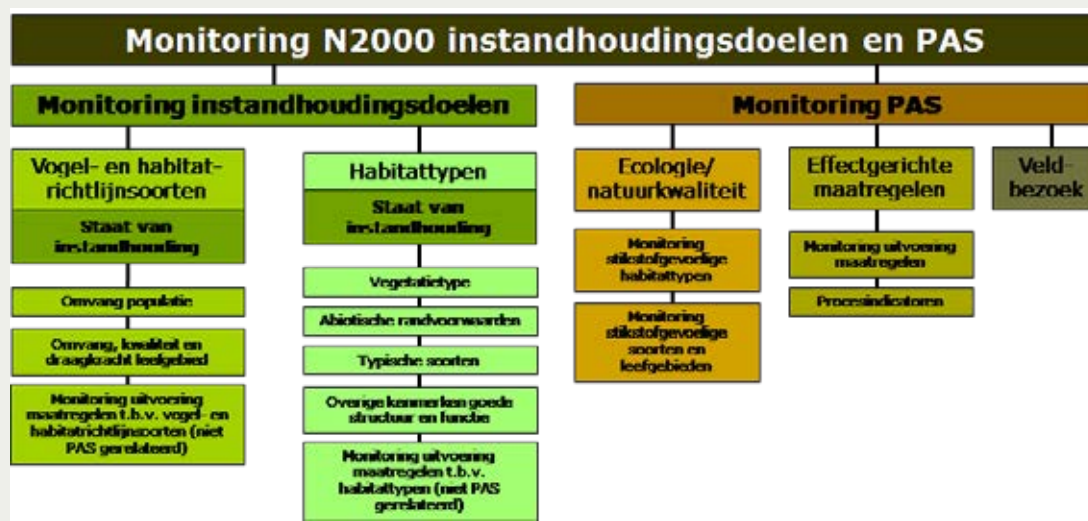 Monitoring N2000 instandhoudingsdoelen en PAS
Monitoring instandhoudingsdoelen
Vogel- en habitat-
richtlijnsoorten
Staat van
instandhouding
Omvang populatie
Omvang, kwaliteit en
draagkracht leefgebied
Monitoring uitvoering
maatregelen t.b.v. vogel- en
habitatrichtlijnsoorten (niet
PAS gerelateerd)
Habitattypen
Staat van
instandhouding
Vegetatietype
Abiotische randvoorwaarden
Typische soorten
Overige kenmerken goede
structuur en functie
Monitoring uitvoering
maatregelen t.b.v.
habitattypen (niet PAS
gerelateerd)
Monitoring PAS
Ecologie/
natuurkwaliteit
Monitoring
stikstofgevoelige
habitattypen
Monitoring
stikstofgevoelige
soorten en
leefgebieden
Effectgerichte
maatregelen
Monitoring uitvoering
maatregelen
Procesindicatoren
Veld-
bezoek